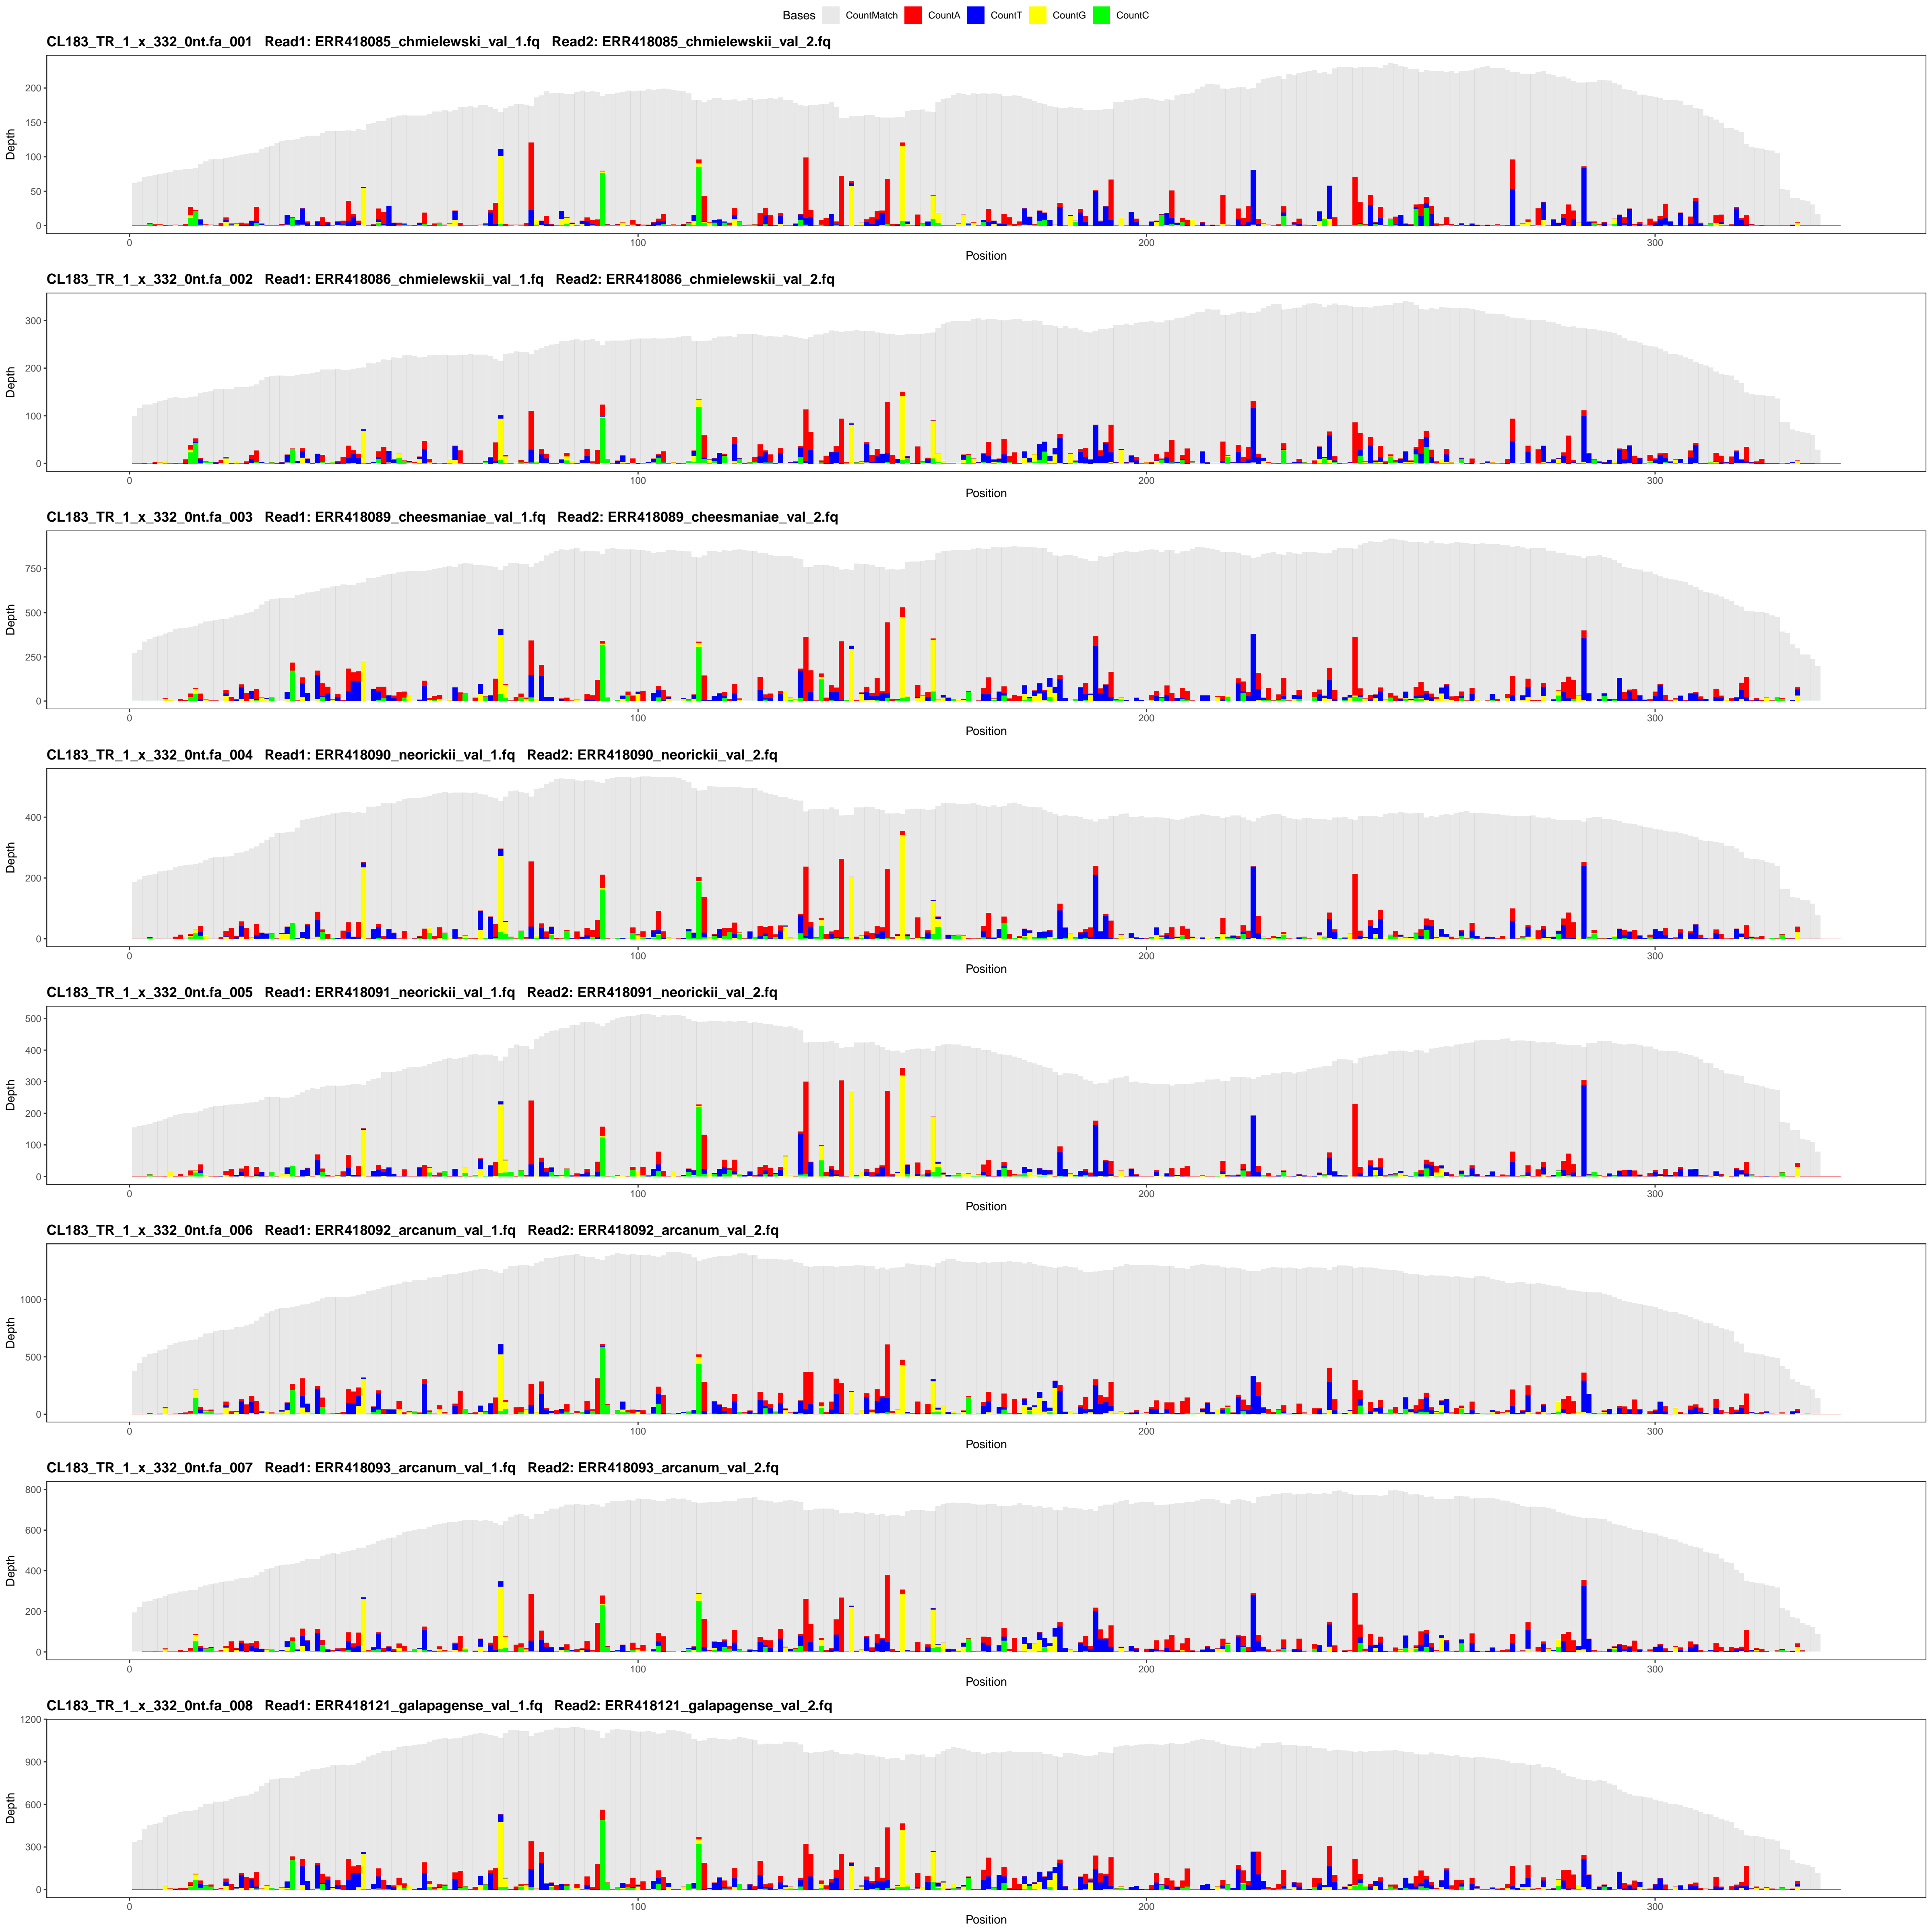 Bases CountMatch CountA CountT CountG CountC
CL183_TR_1_x_332_0nt.fa_001 Read1: ERR418085_chmielewski_val_1.fq Read2: ERR418085_chmielewskii_val_2.fq
200
150
100
50
0
Depth
0 100 200 300
Position
CL183_TR_1_x_332_0nt.fa_002 Read1: ERR418086_chmielewskii_val_1.fq Read2: ERR418086_chmielewskii_val_2.fq
300
200
100
0
Depth
0 100 200 300
Position
CL183_TR_1_x_332_0nt.fa_003 Read1: ERR418089_cheesmaniae_val_1.fq Read2: ERR418089_cheesmaniae_val_2.fq
750
500
250
0
Depth
0 100 200 300
Position
CL183_TR_1_x_332_0nt.fa_004 Read1: ERR418090_neorickii_val_1.fq Read2: ERR418090_neorickii_val_2.fq
400
200
0
Depth
0 100 200 300
Position
CL183_TR_1_x_332_0nt.fa_005 Read1: ERR418091_neorickii_val_1.fq Read2: ERR418091_neorickii_val_2.fq
500
400
300
200
100
0
Depth
0 100 200 300
Position
CL183_TR_1_x_332_0nt.fa_006 Read1: ERR418092_arcanum_val_1.fq Read2: ERR418092_arcanum_val_2.fq
1000
500
0
Depth
0 100 200 300
Position
CL183_TR_1_x_332_0nt.fa_007 Read1: ERR418093_arcanum_val_1.fq Read2: ERR418093_arcanum_val_2.fq
800
600
400
200
0
Depth
0 100 200 300
Position
CL183_TR_1_x_332_0nt.fa_008 Read1: ERR418121_galapagense_val_1.fq Read2: ERR418121_galapagense_val_2.fq
1200
900
600
300
0
Depth
0 100 200 300
Position